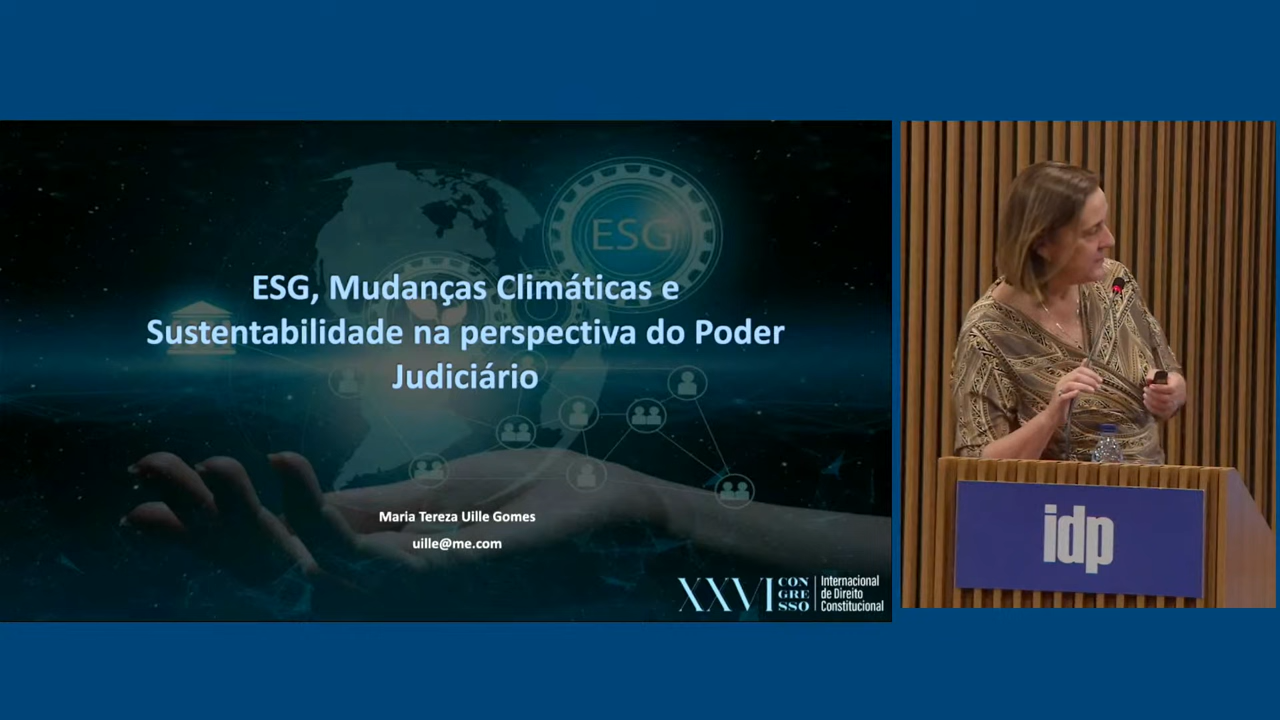 ESG
ESG, Mudanças Climáticas e
Sustentabilidade na perspectiva do Poder
Judiciário
Maria Tereza Uille Gomes
uille@me.com
XXVI
CON
GRE
SSO
Internacional
de Direito
Constitucional
idp